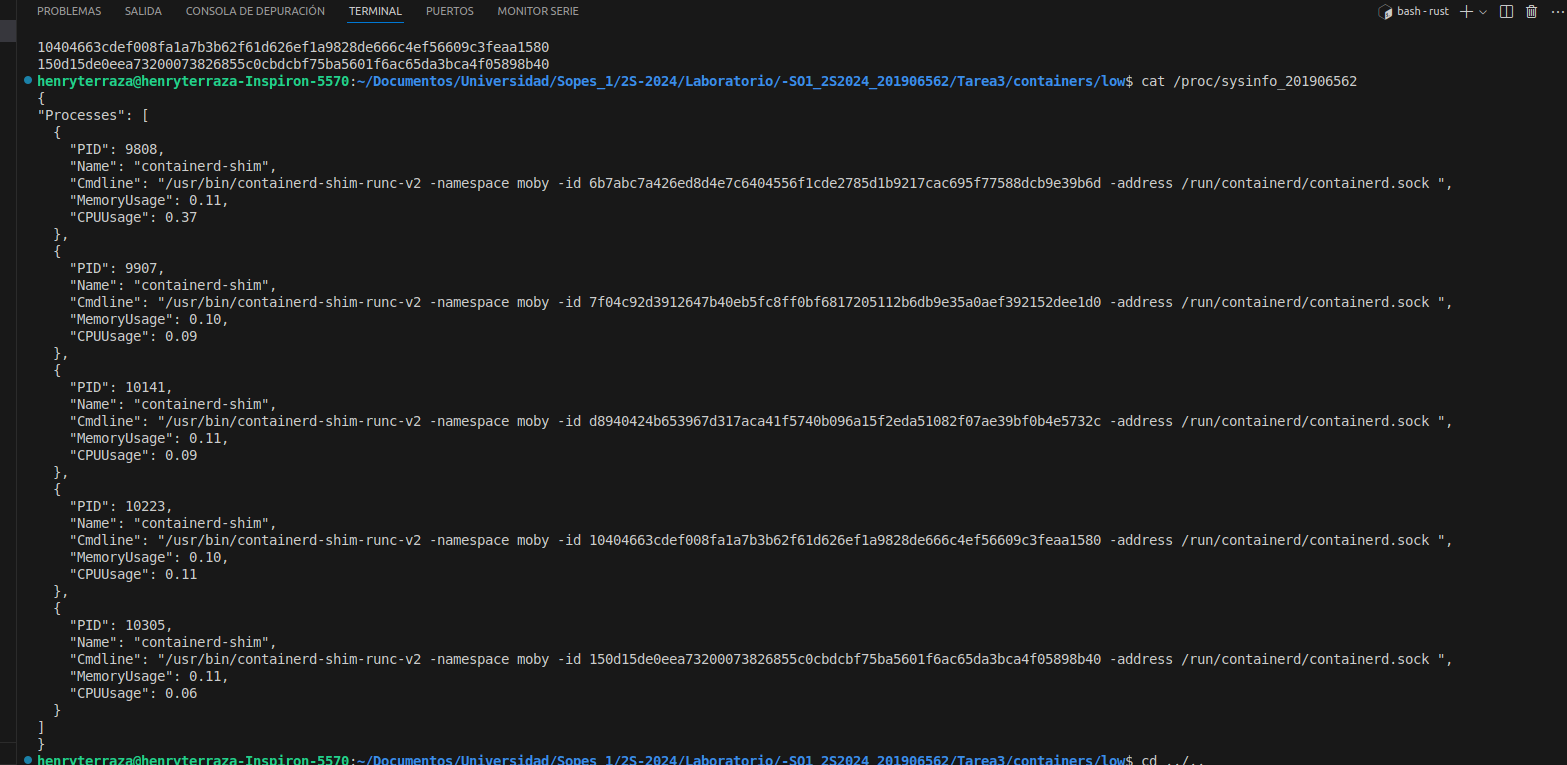 PROBLEMAS SALIDA CONSOLA DE DEPURACIÓN TERMINAL PUERTOS MONITOR SERIE bash - rust
10404663cdef008fa1a7b3b62f61d626ef1a9828de666c4ef56609c3feaa1580
150d15de0eea73200073826855c0cbdcbf75ba5601f6ac65da3bca4f05898b40
henryterraza@henryterraza-Inspiron-5570:~/Documentos/Universidad/Sopes_1/2S-2024/Laboratorio/-SO1_2S2024_201906562/Tarea3/containers/low$ cat /proc/sysinfo_201906562
{
"Processes": [
  {
    "PID": 9808,
    "Name": "containerd-shim",
    "Cmdline": "/usr/bin/containerd-shim-runc-v2 -namespace moby -id 6b7abc7a426ed8d4e7c6404556f1cde2785d1b9217cac695f77588dcb9e39b6d -address /run/containerd/containerd.sock ",
    "MemoryUsage": 0.11,
    "CPUUsage": 0.37
  },
  {
    "PID": 9907,
    "Name": "containerd-shim",
    "Cmdline": "/usr/bin/containerd-shim-runc-v2 -namespace moby -id 7f04c92d3912647b40eb5fc8ff0bf6817205112b6db9e35a0aef392152dee1d0 -address /run/containerd/containerd.sock ",
    "MemoryUsage": 0.10,
    "CPUUsage": 0.09
  },
  {
    "PID": 10141,
    "Name": "containerd-shim",
    "Cmdline": "/usr/bin/containerd-shim-runc-v2 -namespace moby -id d8940424b653967d317aca41f5740b096a15f2eda51082f07ae39bf0b4e5732c -address /run/containerd/containerd.sock ",
    "MemoryUsage": 0.11,
    "CPUUsage": 0.09
  },
  {
    "PID": 10223,
    "Name": "containerd-shim",
    "Cmdline": "/usr/bin/containerd-shim-runc-v2 -namespace moby -id 10404663cdef008fa1a7b3b62f61d626ef1a9828de666c4ef56609c3feaa1580 -address /run/containerd/containerd.sock ",
    "MemoryUsage": 0.10,
    "CPUUsage": 0.11
  },
  {
    "PID": 10305,
    "Name": "containerd-shim",
    "Cmdline": "/usr/bin/containerd-shim-runc-v2 -namespace moby -id 150d15de0eea73200073826855c0cbdcbf75ba5601f6ac65da3bca4f05898b40 -address /run/containerd/containerd.sock ",
    "MemoryUsage": 0.11,
    "CPUUsage": 0.06
  }
]
}
henryterraza@henryterraza-Inspiron-5570:~/Documentos/Universidad/Sopes_1/2S-2024/Laboratorio/-SO1_2S2024_201906562/Tarea3/containers/low$ cd ../..